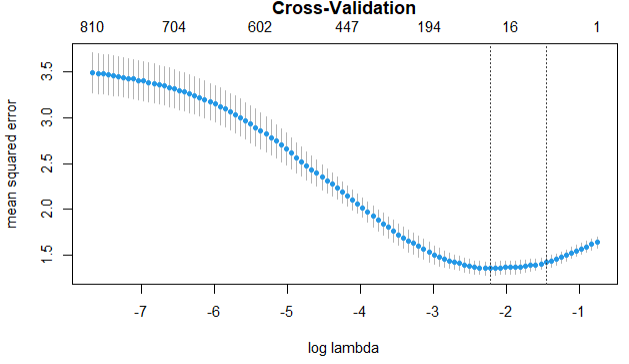 Cross-Validation
810 704 602 447 194 16 1
mean squared error
3.5
3.0
2.5
2.0
1.5
-7 -6 -5 -4 -3 -2 -1
log lambda